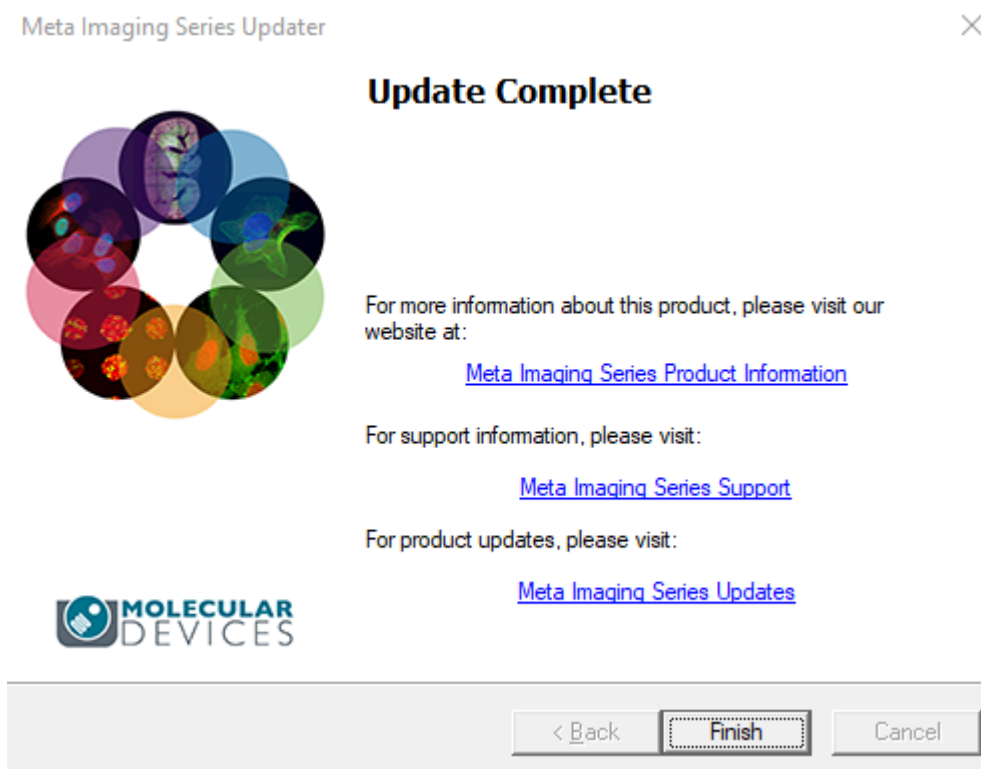 Meta Imaging Series Updater
Update Complete
For more information about this product, please visit our
website at:
Meta Imaging Series Product Information
For support information, please visit:
Meta Imaging Series Support
For product updates, please visit:
Meta Imaging Series Updates
MOLECULAR
DEVICES
< Back Finish Cancel